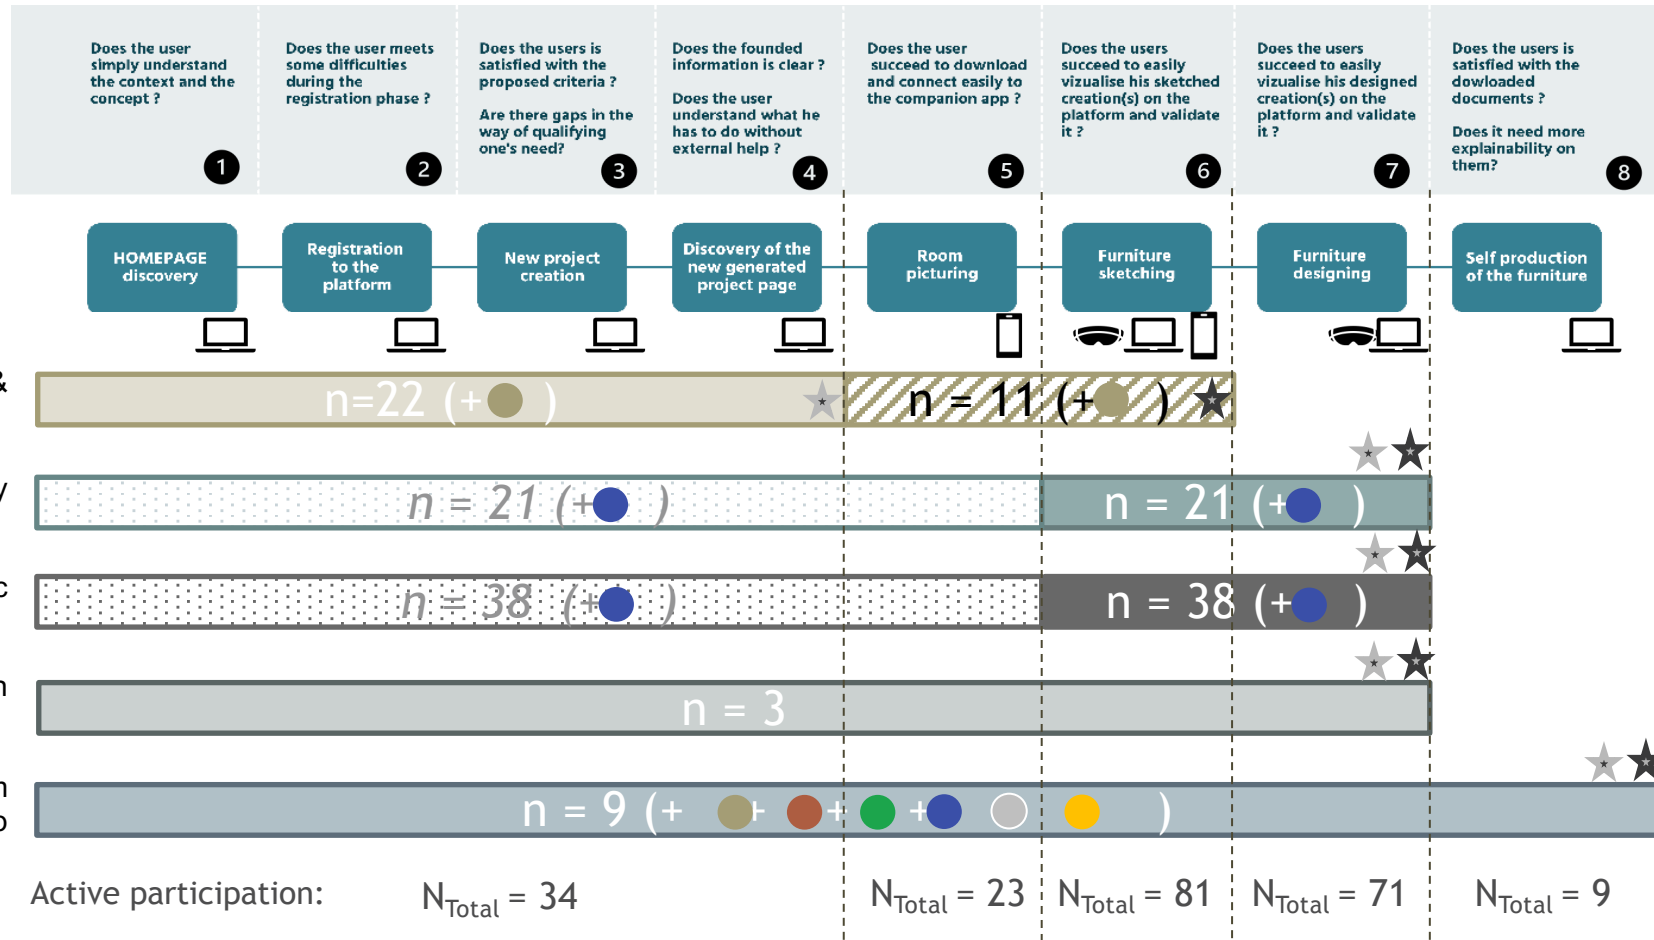 Does the user
simply understand
the context and the
concept ?
1
Does the user meets
some difficulties
during the
registration phase ?
2
Does the users is
satisfied with the
proposed criteria ?
Are there gaps in the
way of qualifying
one's need?
3
Does the founded
information is clear ?
Does the user
understand what he
has to do without
external help ?
4
Does the user
succeed to download
and connect easily to
the companion app ?
5
Does the users
succeed to easily
vizualise his sketched
creation(s) on the
platform and validate
it ?
6
Does the users
succeed to easily
vizualise his designed
creation(s) on the
platform and validate
it ?
7
Does the users is
satisfied with the
dowloaded
documents ?
Does it need more
explainability on
them?
8
HOMEPAGE
discovery
Registration
to the
platform
New project
creation
Discovery of the
new generated
project page
Room
picturing
Furniture
sketching
Furniture
designing
Self production
of the furniture
&
n=22 (+ )
n = 11 (+ )
y
n = 21 (+ )
n = 21 (+ )
c
n = 38 (+ )
n = 38 (+ )
n
n = 3
n
o
n = 9 (+ + + + )
Active participation:
NTotal = 34
NTotal = 23
NTotal = 81
NTotal = 71
NTotal = 9